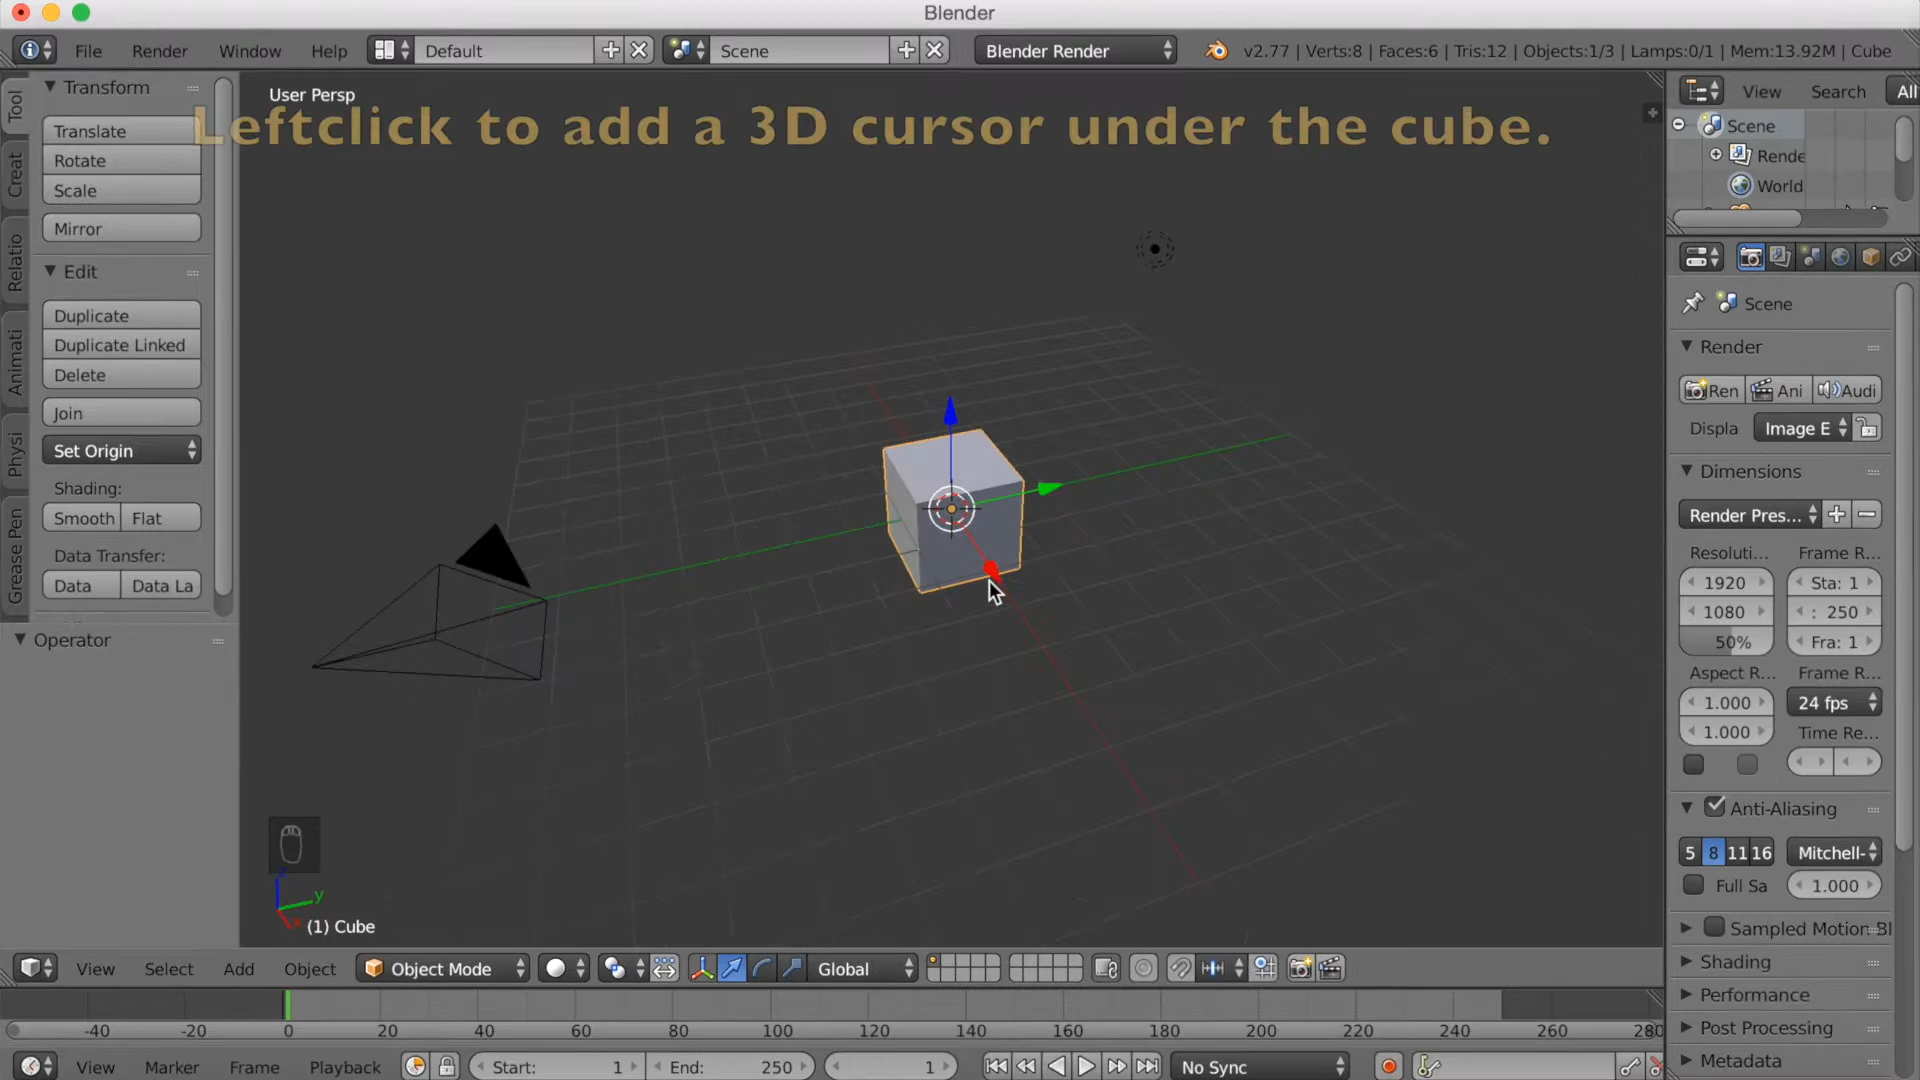 Blender
File Render Window Help Default Scene Blender Render v2.77 | Verts:8 | Faces:6 | Tris:12 | Objects:1/3 | Lamps:0/1 | Mem:13.92M | Cube
Tool
Creat
Relatio
Animati
Physi
Grease Pen
Transform
Translate
Rotate
Scale
Mirror
Edit
Duplicate
Duplicate Linked
Delete
Join
Set Origin
Shading:
Smooth Flat
Data Transfer:
Data Data La
Operator
User Persp
Leftclick to add a 3D cursor under the cube.
z
y
x
(1) Cube
View Search All
Scene
Rende
World
Scene
Render
Ren Ani Audi
Displa Image E
Dimensions
Render Pres...
Resoluti... Frame R...
1920 Sta: 1
1080 : 250
50% Fra: 1
Aspect R... Frame R...
1.000 24 fps
1.000 Time Re...
Anti-Aliasing
5 8 11 16 Mitchell-
Full Sa 1.000
Sampled Motion Bl
Shading
Performance
Post Processing
Metadata
View Select Add Object Object Mode Global
-40 -20 0 20 40 60 80 100 120 140 160 180 200 220 240 260 280
View Marker Frame Playback Start: 1 End: 250 1 No Sync